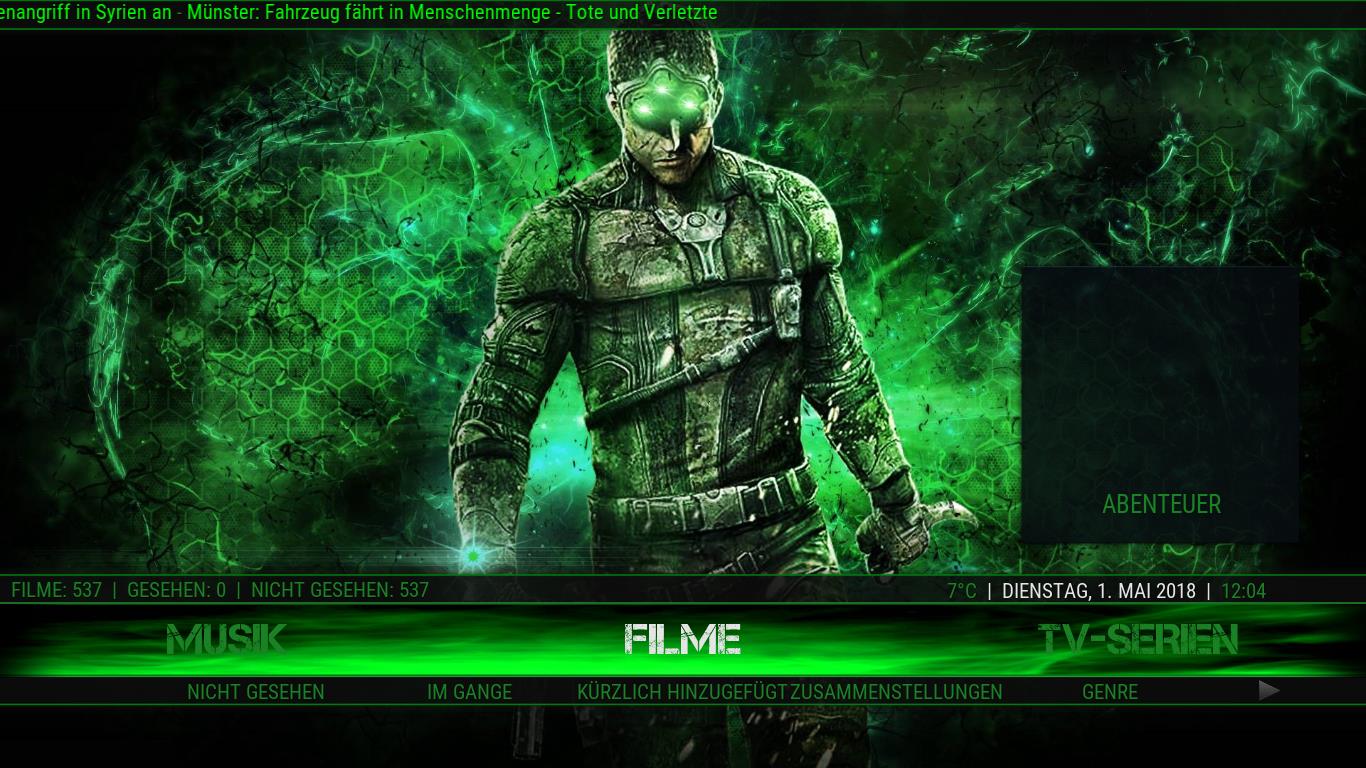 enangriff in Syrien an - Münster: Fahrzeug fährt in Menschenmenge - Tote und Verletzte
ABENTEUER
FILME: 537 | GESEHEN: 0 | NICHT GESEHEN: 537
7°C | DIENSTAG, 1. MAI 2018 | 12:04
MUSIK FILME TV-SERIEN
NICHT GESEHEN IM GANGE KÜRZLICH HINZUGEFÜGT ZUSAMMENSTELLUNGEN GENRE